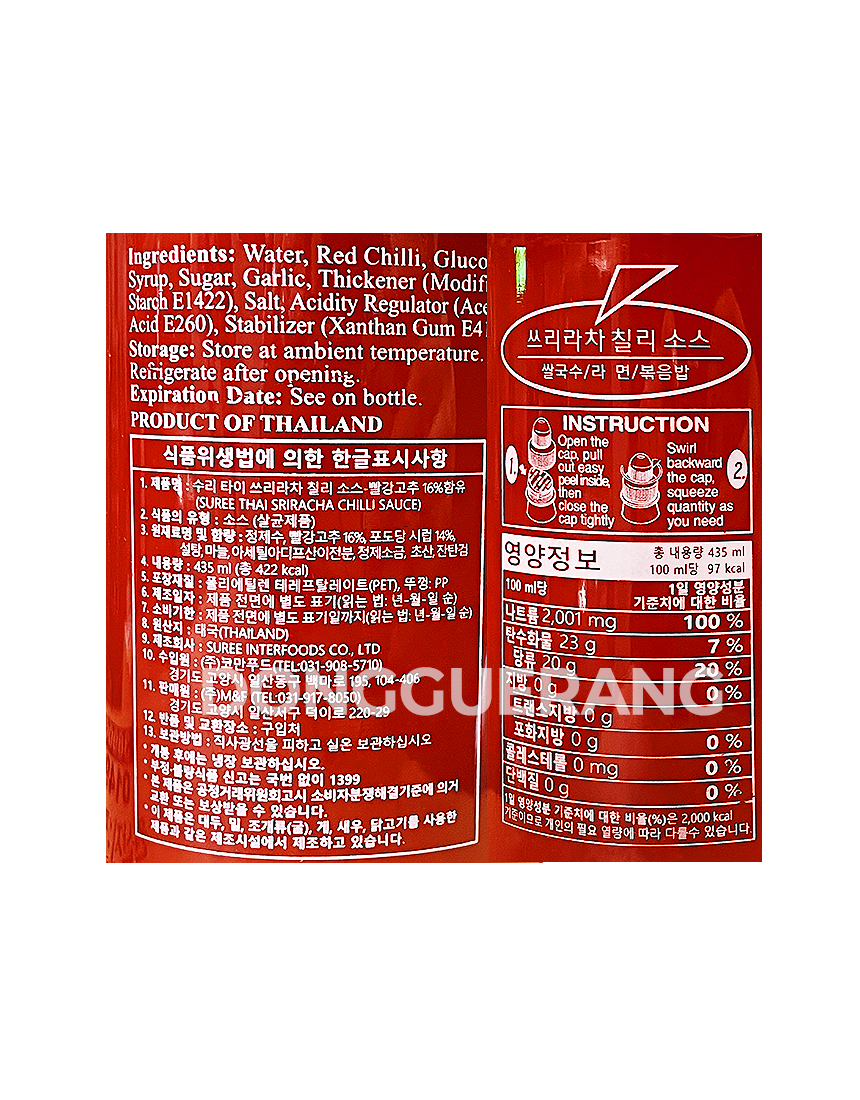 Ingredients: Water, Red Chilli, Gluco
Syrup, Sugar, Garlic, Thickener (Modif
Starch E1422), Salt, Acidity Regulator (Ace
Acid E260), Stabilizer (Xanthan Gum E41
Storage: Store at ambient temperature.
Refrigerate after opening.
Expiration Date: See on bottle.
PRODUCT OF THAILAND
식품위생법에 의한 한글표시사항
1. 제품명 : 수리 타이 쓰리라차 칠리 소스-빨강고추 16%함유
(SUREE THAI SRIRACHA CHILLI SAUCE)
2. 식품의 유형 : 소스 (살균제품)
3. 원재료명 및 함량 : 정제수, 빨강고추 16%, 포도당 시럽 14%,
설탕, 마늘, 아세틸아디프산이전분, 정제소금, 초산, 잔탄검
4. 내용량 : 435 ml (총 422 kcal)
5. 포장재질 : 폴리에틸렌 테레프탈레이트(PET), 뚜껑: PP
6. 제조일자 : 제품 전면에 별도 표기(읽는 법: 년-월-일 순)
7. 소비기한 : 제품 전면에 별도 표기일까지(읽는 법: 년-월-일 순)
8. 원산지 : 태국(THAILAND)
9. 제조회사 : SUREE INTERFOODS CO., LTD
10. 수입원 : (주)코만푸드(TEL:031-908-5710)
경기도 고양시 일산동구 백마로 195, 104-406
11. 판매원 : (주)M&F (TEL:031-917-8050)
경기도 고양시 일산서구 덕이로 220-29
12. 반품 및 교환장소 : 구입처
13. 보관방법 : 직사광선을 피하고 실온 보관하십시오
* 개봉 후에는 냉장 보관하십시오.
* 부정·불량식품 신고는 국번 없이 1399
* 본 제품은 공정거래위원회고시 소비자분쟁해결기준에 의거
교환 또는 보상받을 수 있습니다.
* 이 제품은 대두, 밀, 조개류(굴), 게, 새우, 닭고기를 사용한
제품과 같은 제조시설에서 제조하고 있습니다.
쓰리라차 칠리 소스
쌀국수/라 면/볶음밥
INSTRUCTION
1.
Open the
cap, pull
out easy
peel inside,
then
close the
cap tightly
Swirl
backward
the cap,
squeeze
quantity as
you need
2.
영양정보
총 내용량 435 ml
100 ml당 97 kcal
100 ml당 1일 영양성분
기준치에 대한 비율
나트륨 2,001 mg 100 %
탄수화물 23 g 7 %
당류 20 g 20 %
지방 0 g 0 %
트랜스지방 0 g
포화지방 0 g 0 %
콜레스테롤 0 mg 0 %
단백질 0 g 0 %
1일 영양성분 기준치에 대한 비율(%)은 2,000 kcal
기준이므로 개인의 필요 열량에 따라 다를수 있습니다.
DONGGUERANG